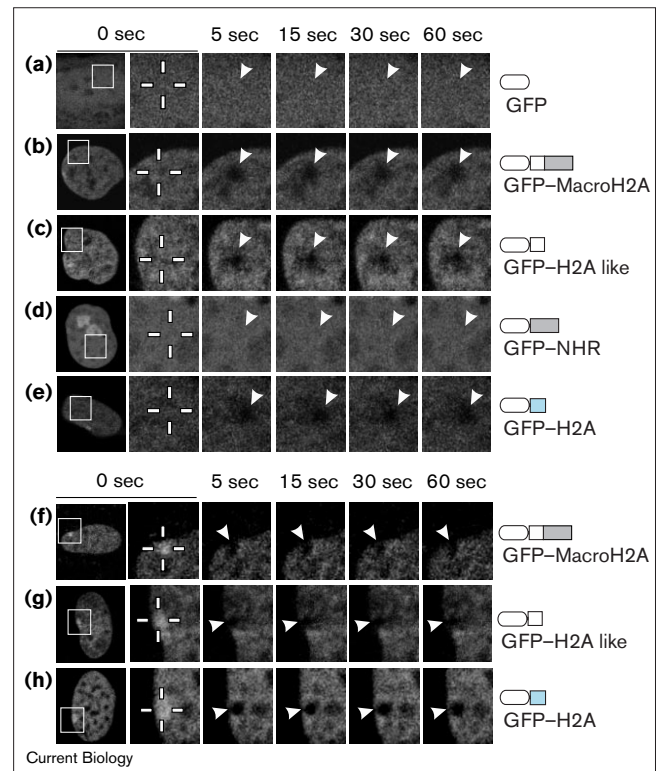 0 sec 5 sec 15 sec 30 sec 60 sec
(a)
GFP
(b)
GFP–MacroH2A
(c)
GFP–H2A like
(d)
GFP–NHR
(e)
GFP–H2A
0 sec 5 sec 15 sec 30 sec 60 sec
(f)
GFP–MacroH2A
(g)
GFP–H2A like
(h)
GFP–H2A
Current Biology